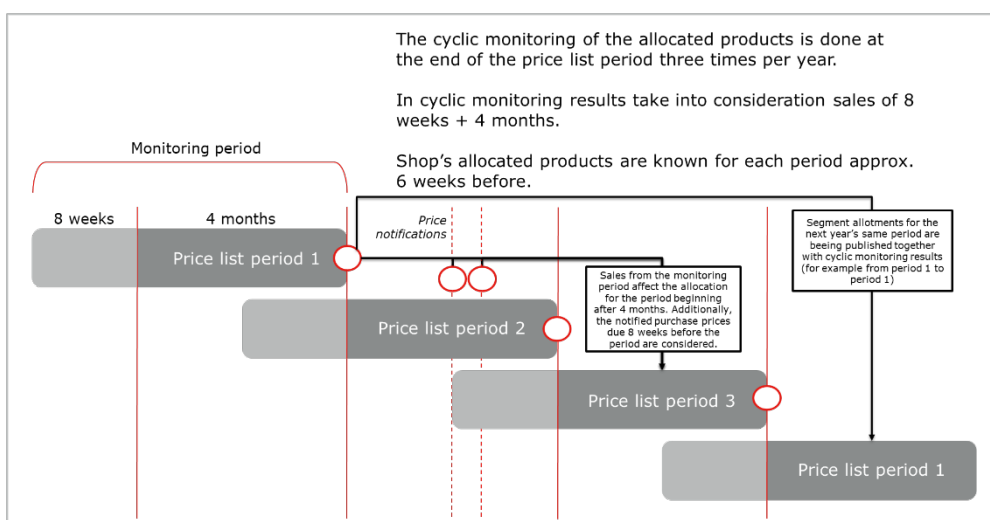 The cyclic monitoring of the allocated products is done at
the end of the price list period three times per year.
In cyclic monitoring results take into consideration sales of 8
weeks + 4 months.
Shop's allocated products are known for each period approx.
6 weeks before.
Monitoring period
8 weeks
4 months
Price
notifications
Price list period 1
Segment allotments for the
next year's same period are
beeing published together
with cyclic monitoring results
(for example from period 1 to
period 1)
Sales from the monitoring
period affect the allocation
for the period beginning
after 4 months. Additionally,
the notified purchase prices
due 8 weeks before the
period are considered.
Price list period 2
Price list period 3
Price list period 1